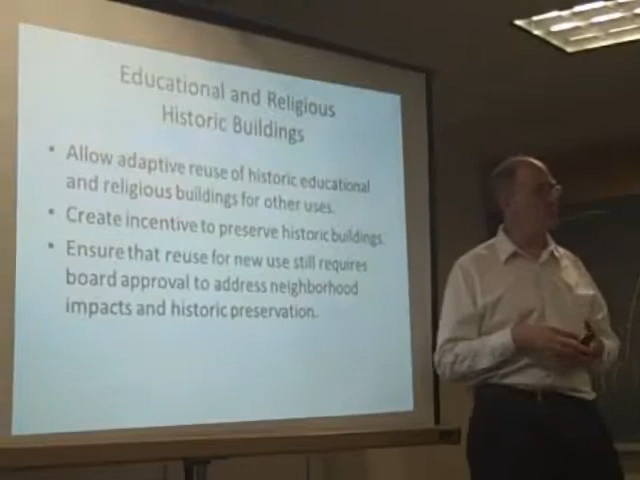 Educational and Religious
Historic Buildings
• Allow adaptive reuse of historic educational
and religious buildings for other uses.
• Create incentive to preserve historic buildings.
• Ensure that reuse for new use still requires
board approval to address neighborhood
impacts and historic preservation.